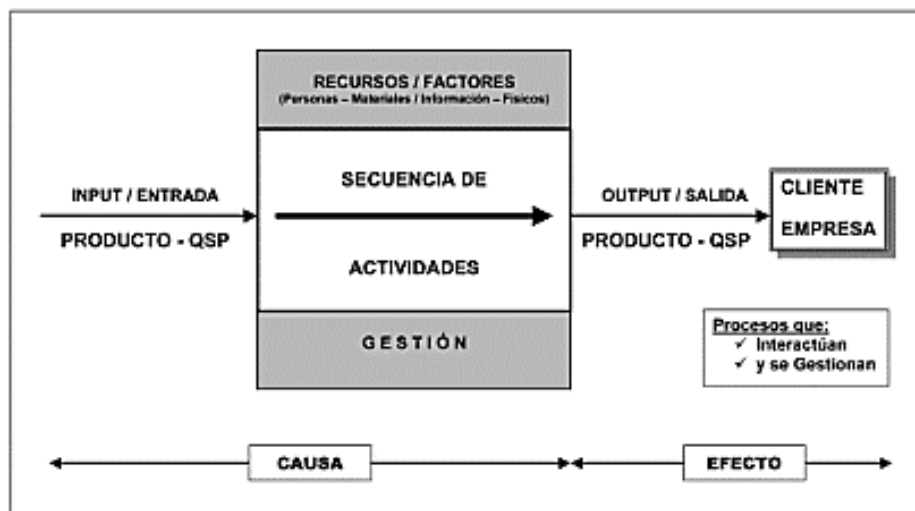 RECURSOS / FACTORES
(Personas – Materiales / Información – Físicos)
INPUT / ENTRADA
PRODUCTO - QSP
SECUENCIA DE
ACTIVIDADES
OUTPUT / SALIDA
PRODUCTO - QSP
CLIENTE
EMPRESA
GESTIÓN
Procesos que:
✓ Interactúan
✓ y se Gestionan
CAUSA
EFECTO